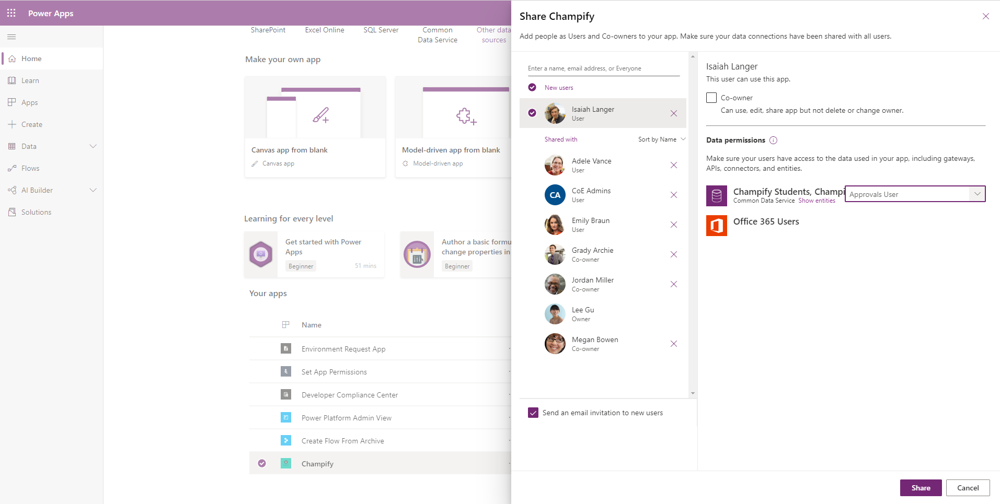 Power Apps
Home
Learn
Apps
Create
Data
Flows
AI Builder
Solutions
SharePoint
Excel Online
SQL Server
Common
Data Service
Other data
sources
Make your own app
Canvas app from blank
Canvas app
Model-driven app from blank
Model-driven app
Learning for every level
Get started with Power
Apps
Beginner
51 mins
Author a basic formu
change properties in
Beginner
Your apps
Name
Environment Request App
Set App Permissions
Developer Compliance Center
Power Platform Admin View
Create Flow From Archive
Champify
Share Champify
Add people as Users and Co-owners to your app. Make sure your data connections have been shared with all users.
Enter a name, email address, or Everyone
New users
Isaiah Langer
User
Shared with
Sort by Name
Adele Vance
User
CA
CoE Admins
User
Emily Braun
User
Grady Archie
Co-owner
Jordan Miller
Co-owner
Lee Gu
Owner
Megan Bowen
Co-owner
Send an email invitation to new users
Isaiah Langer
This user can use this app.
Co-owner
Can use, edit, share app but not delete or change owner.
Data permissions
Make sure your users have access to the data used in your app, including gateways,
APIs, connectors, and entities.
Champify Students, Champi
Common Data Service Show entities
Approvals User
Office 365 Users
Share
Cancel